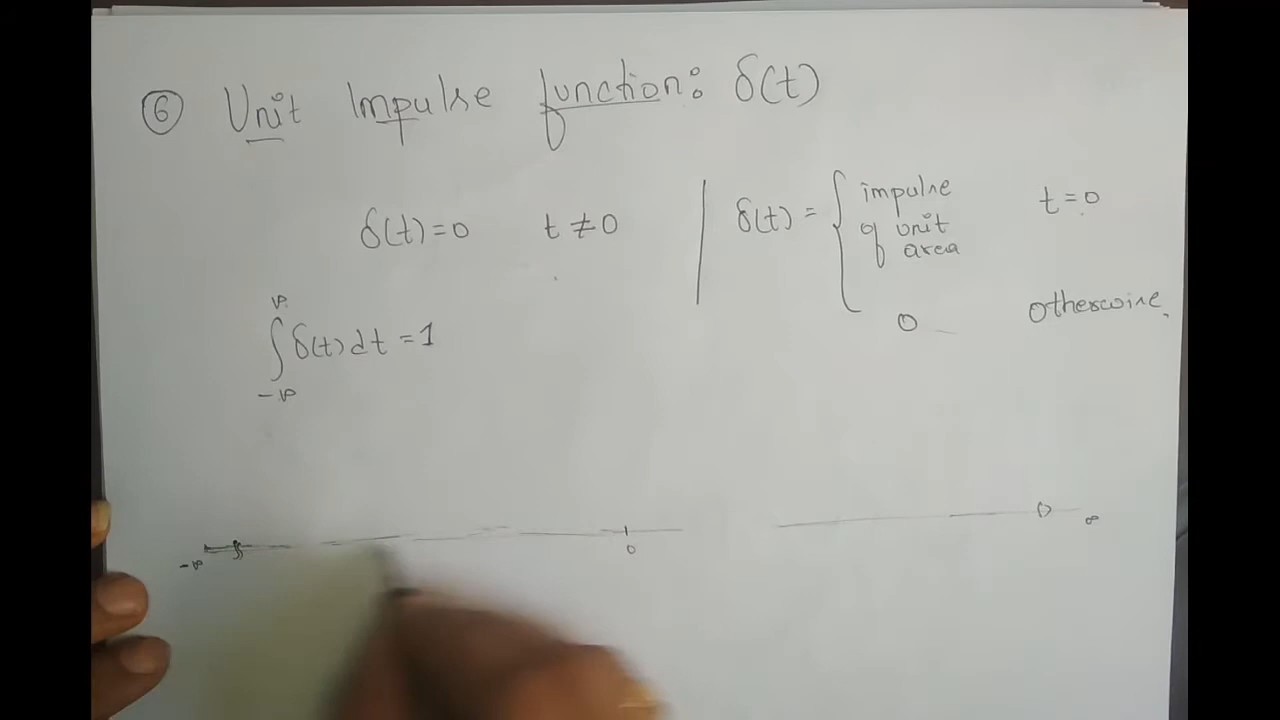 ⑥ Unit Impulse function: δ(t)
δ(t)=0 t≠0
∞
∫ δ(t) dt = 1
-∞
δ(t) = { impulse of unit area t=0
0 otherwise.
-∞ 0 ∞